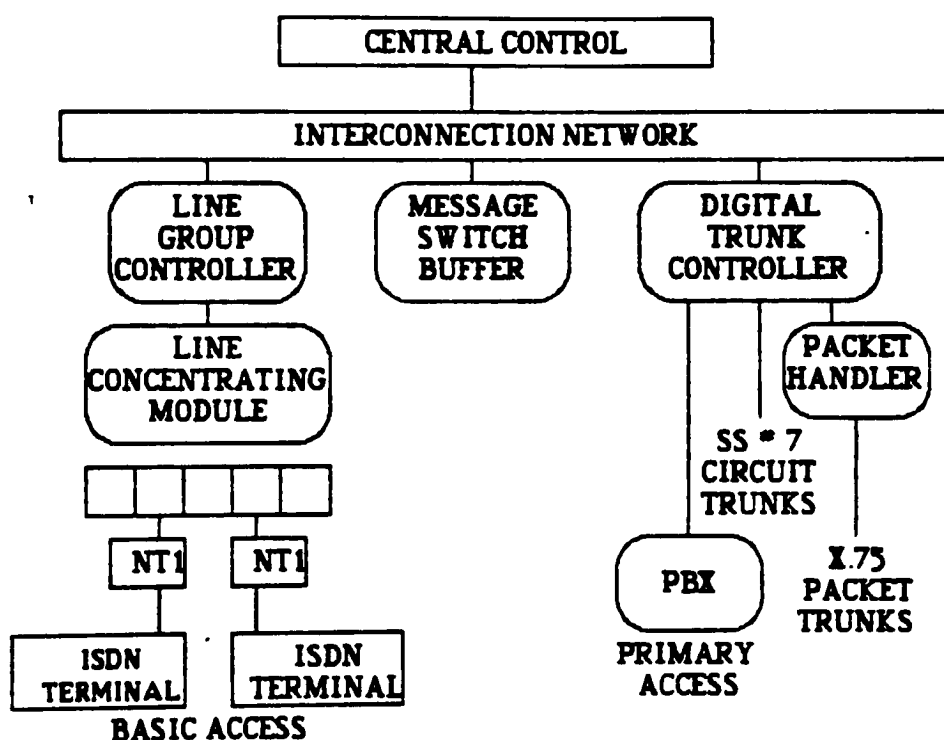 CENTRAL CONTROL
INTERCONNECTION NETWORK
LINE
GROUP
CONTROLLER
MESSAGE
SWITCH
BUFFER
DIGITAL
TRUNK
CONTROLLER
LINE
CONCENTRATING
MODULE
PACKET
HANDLER
SS # 7
CIRCUIT
TRUNKS
NT1
NT1
PBX
X.75
PACKET
TRUNKS
ISDN
TERMINAL
ISDN
TERMINAL
PRIMARY
ACCESS
BASIC ACCESS